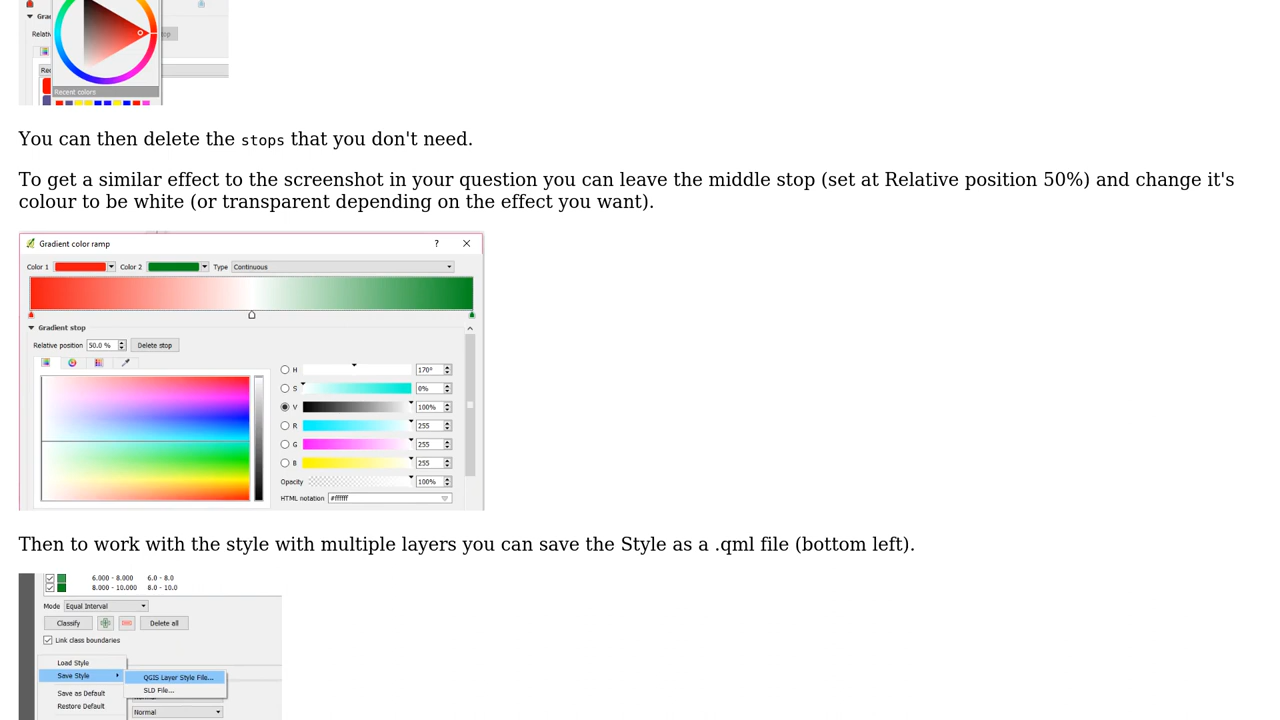 Grad
Relativ
op
Red
Recent colors
You can then delete the stops that you don't need.
To get a similar effect to the screenshot in your question you can leave the middle stop (set at Relative position 50%) and change it's
colour to be white (or transparent depending on the effect you want).
Gradient color ramp ?
Color 1 Color 2 Type Continuous
Gradient stop
Relative position 50.0 % Delete stop
H 170°
S 0%
V 100%
R 255
G 255
B 255
Opacity 100%
HTML notation #ffffff
Then to work with the style with multiple layers you can save the Style as a .qml file (bottom left).
6.000 - 8.000 6.0 - 8.0
8.000 - 10.000 8.0 - 10.0
Mode Equal Interval
Classify Delete all
Link class boundaries
Load Style
Save Style QGIS Layer Style File...
SLD File...
Save as Default
Restore Default
Normal